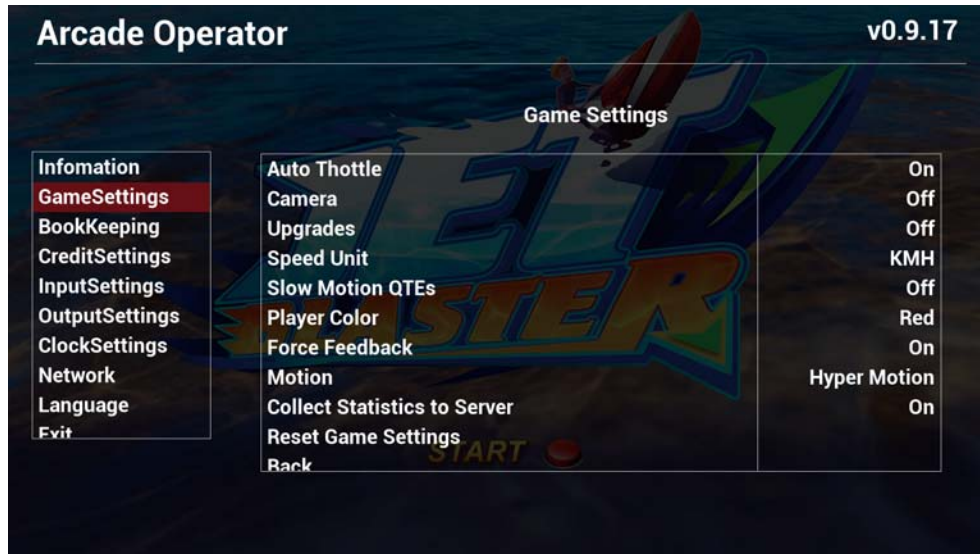 Arcade Operator
v0.9.17
Game Settings
Infomation
GameSettings
BookKeeping
CreditSettings
InputSettings
OutputSettings
ClockSettings
Network
Language
Exit
Auto Thottle On
Camera Off
Upgrades Off
Speed Unit KMH
Slow Motion QTEs Off
Player Color Red
Force Feedback On
Motion Hyper Motion
Collect Statistics to Server On
Reset Game Settings
Back
JET
BLASTER
START